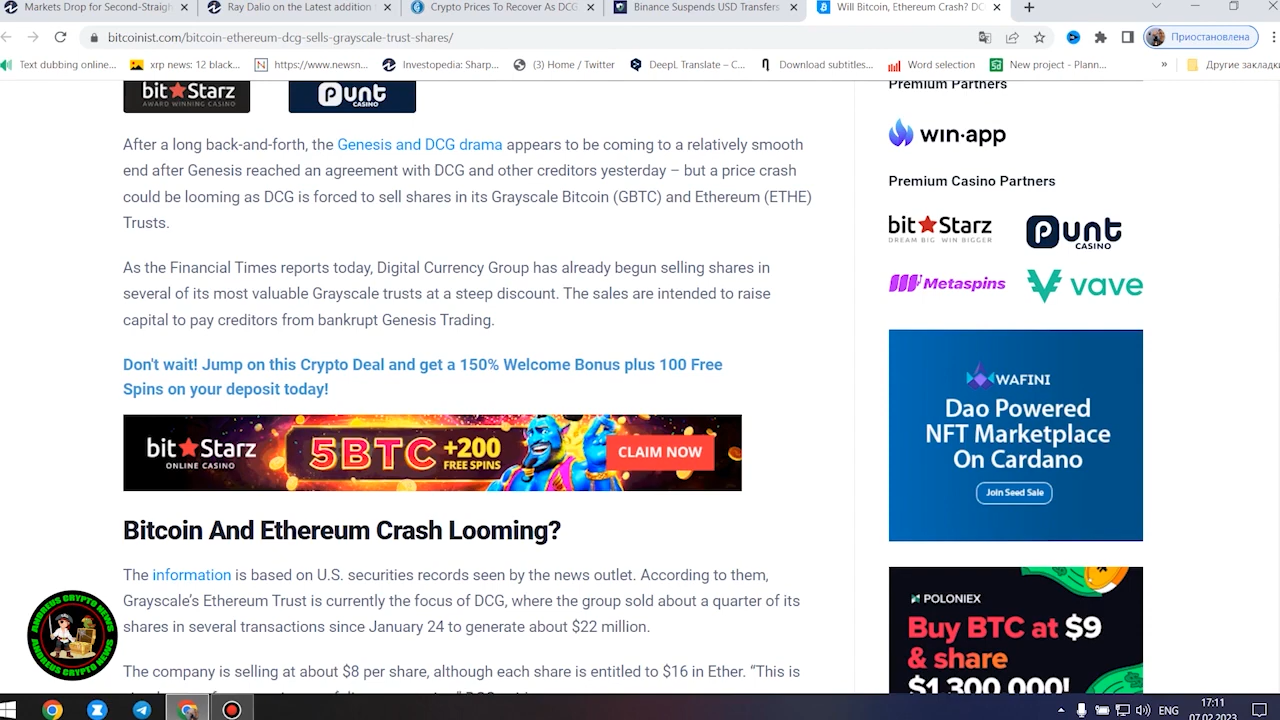 Markets Drop for Second-Straigh
Ray Dalio on the Latest addition
Crypto Prices To Recover As DCG
Binance Suspends USD Transfers
Will Bitcoin, Ethereum Crash? DC
bitcoinist.com/bitcoin-ethereum-dcg-sells-grayscale-trust-shares/
Приостановлена
Text dubbing online...
xrp news: 12 black...
https://www.newsn...
Investopedia: Sharp...
(3) Home / Twitter
DeepL Translate – C...
Download subtitles...
Word selection
New project - Plann...
»
Другие закладки
bitStarz
AWARD WINNING CASINO
Punt
CASINO
After a long back-and-forth, the Genesis and DCG drama appears to be coming to a relatively smooth
end after Genesis reached an agreement with DCG and other creditors yesterday – but a price crash
could be looming as DCG is forced to sell shares in its Grayscale Bitcoin (GBTC) and Ethereum (ETHE)
Trusts.
As the Financial Times reports today, Digital Currency Group has already begun selling shares in
several of its most valuable Grayscale trusts at a steep discount. The sales are intended to raise
capital to pay creditors from bankrupt Genesis Trading.
Don't wait! Jump on this Crypto Deal and get a 150% Welcome Bonus plus 100 Free
Spins on your deposit today!
bitStarz
ONLINE CASINO
5BTC
+200
FREE SPINS
CLAIM NOW
Bitcoin And Ethereum Crash Looming?
The information is based on U.S. securities records seen by the news outlet. According to them,
Grayscale's Ethereum Trust is currently the focus of DCG, where the group sold about a quarter of its
shares in several transactions since January 24 to generate about $22 million.
The company is selling at about $8 per share, although each share is entitled to $16 in Ether. “This is
Premium Partners
win·app
Premium Casino Partners
bitStarz
DREAM BIG WIN BIGGER
Punt
CASINO
Metaspins
vave
WAFINI
Dao Powered
NFT Marketplace
On Cardano
Join Seed Sale
POLONIEX
Buy BTC at $9
& share
$1,300,000!
ANDREUS CRYPTO NEWS
ANDREUS CRYPTO NEWS
ENG
17:11
07.02.2023